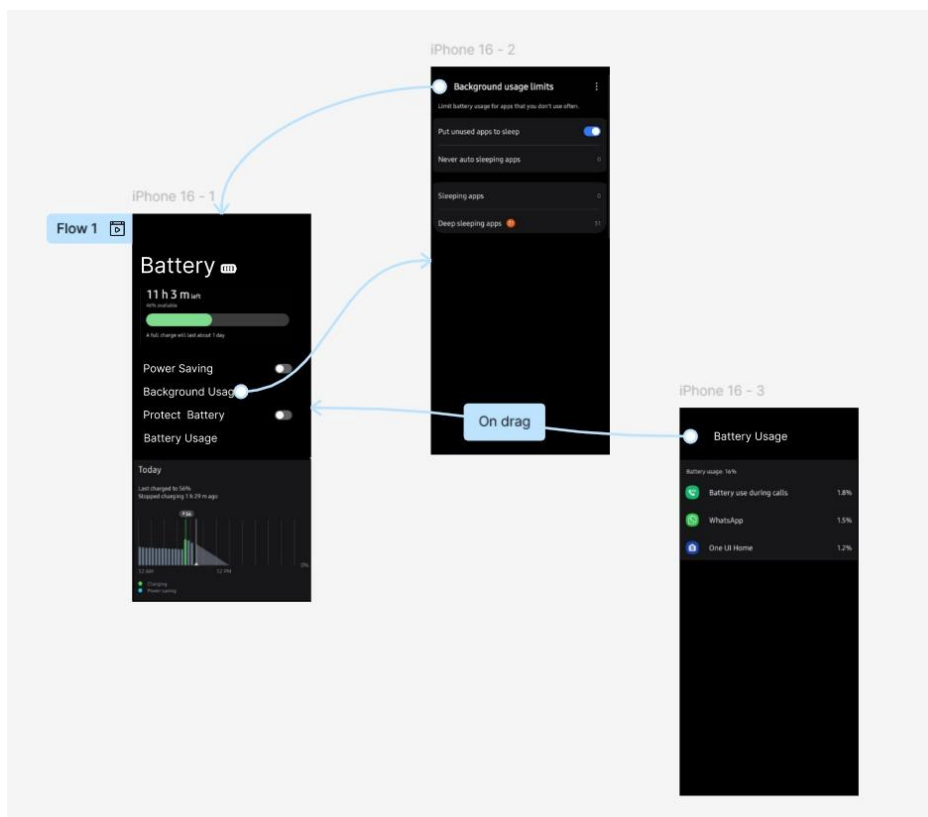 iPhone 16 - 2
Background usage limits
Limit battery usage for apps that you don't use often.
Put unused apps to sleep
Never auto sleeping apps 0
Sleeping apps 0
Deep sleeping apps
iPhone 16 - 1
Flow 1
Battery
11 h 3 m left
A full charge will last about 1 day
Power Saving
Background Usag
Protect Battery
Battery Usage
Today
Last charged to 56%
Stopped charging 1 h 29 m ago
12 AM 12 PM 0%
Charging
Power saving
On drag
iPhone 16 - 3
Battery Usage
Battery usage 16%
Battery use during calls 1.8%
WhatsApp 1.5%
One UI Home 1.2%